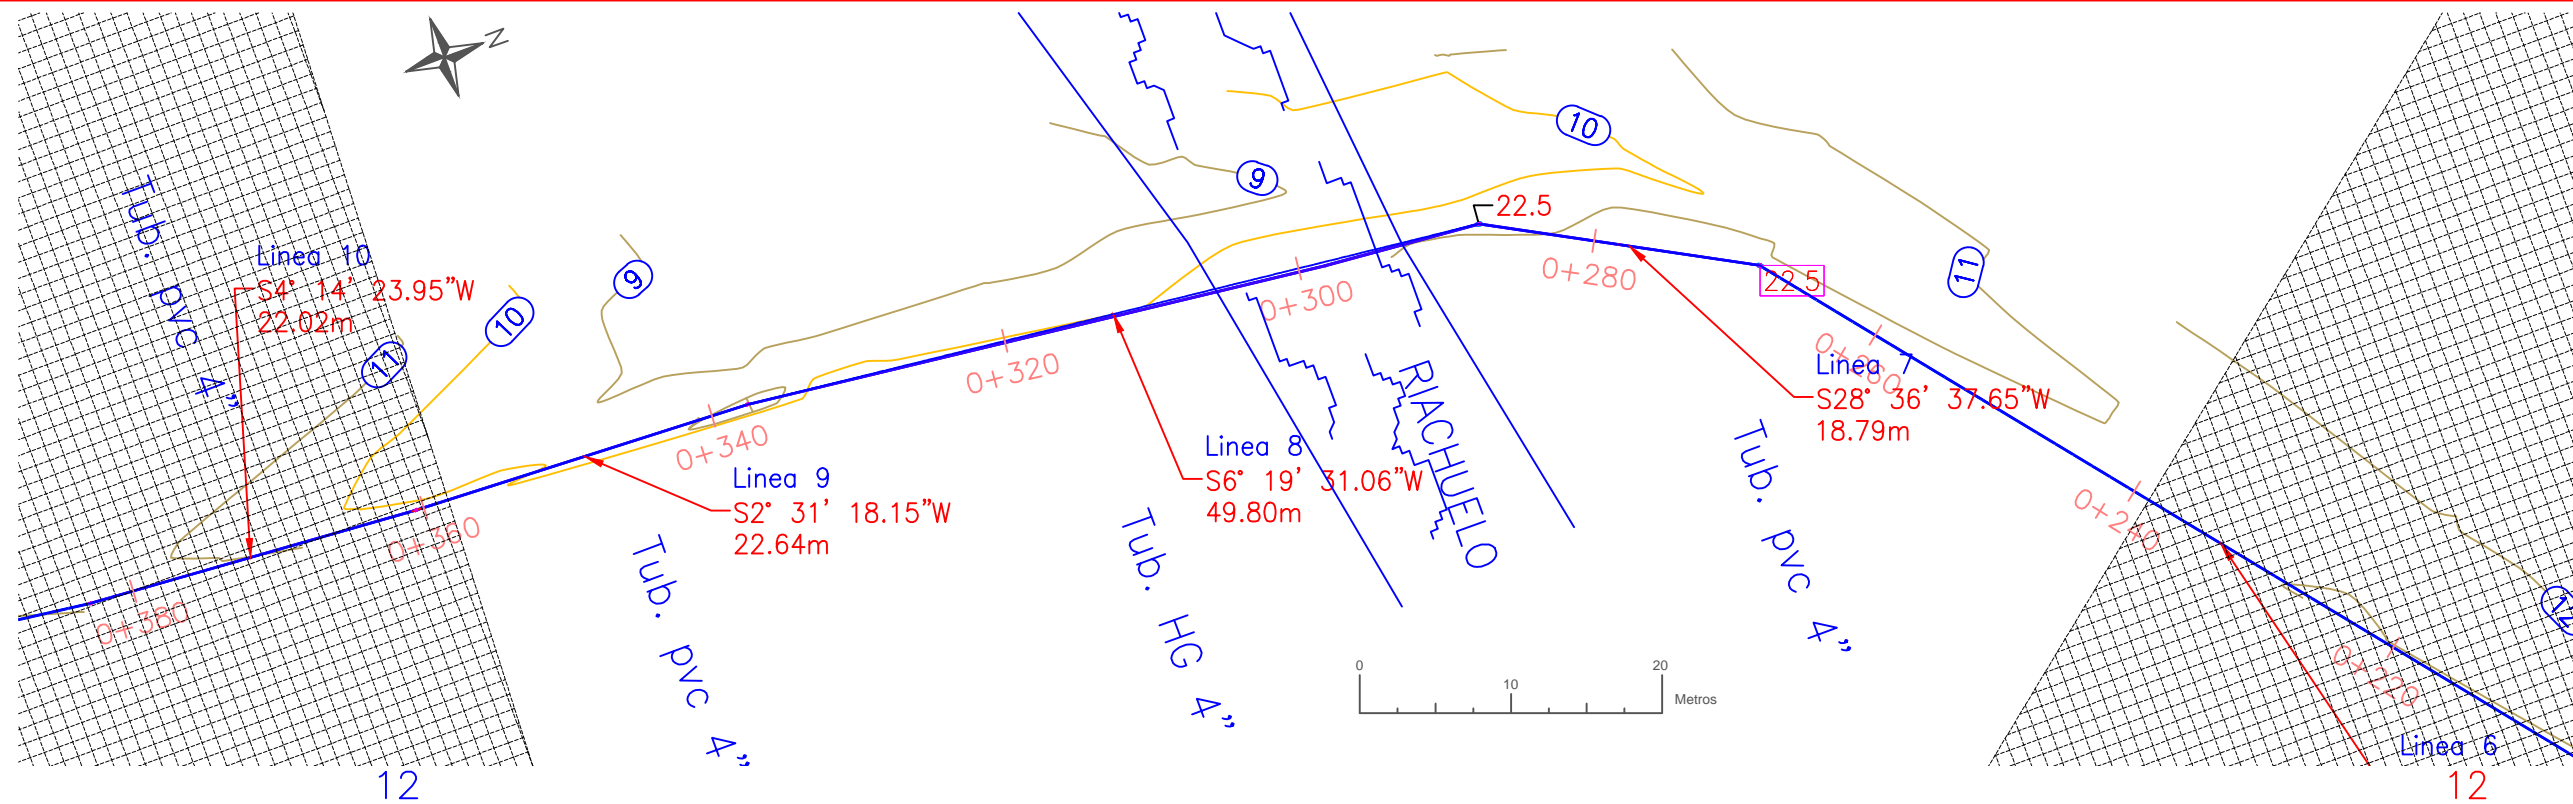 N
Tub. pvc 4”
Linea 10
S4° 14’ 23.95”W
22.02m
11
10
9
9
10
11
12
22.5
22.5
0+380
0+360
0+340
0+320
0+300
0+280
0+260
0+240
0+220
Linea 9
S2° 31’ 18.15”W
22.64m
Linea 8
S6° 19’ 31.06”W
49.80m
RIACHUELO
Linea 7
S28° 36’ 37.65”W
18.79m
Tub. pvc 4”
Tub. HG 4”
Tub. pvc 4”
0 10 20
Metros
Linea 6
12
12